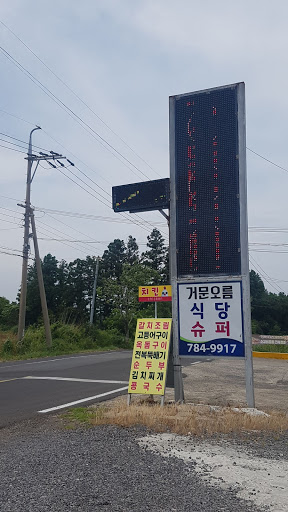 치킨
갈치조림
고등어구이
옥돔구이
전복뚝배기
순두부
김치찌개
콩국수
거문오름
식당
슈퍼
784-9917